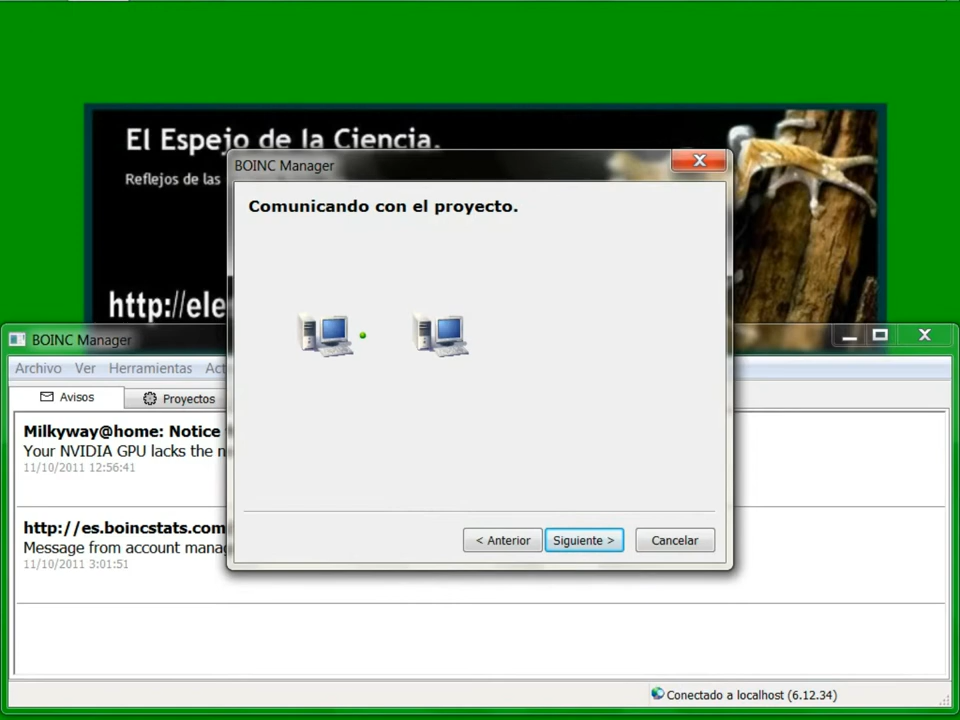 El Espejo de la Ciencia.
Reflejos de las
http://ele
BOINC Manager
Comunicando con el proyecto.
< Anterior
Siguiente >
Cancelar
BOINC Manager
Archivo Ver Herramientas
Avisos
Proyectos
Milkyway@home: Notice
Your NVIDIA GPU lacks the
11/10/2011 12:56:41
http://es.boincstats.com
Message from account
11/10/2011 3:01:51
Conectado a localhost (6.12.34)